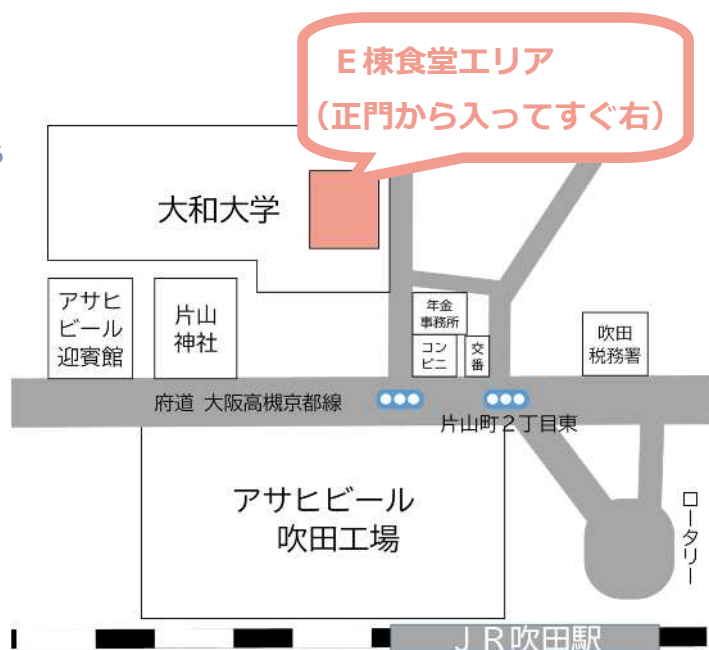 E棟食堂エリア
（正門から入ってすぐ右）
大和大学
アサヒ
ビール
迎賓館
片山
神社
年金
事務所
コン
ビニ
交
番
吹田
税務署
府道 大阪高槻京都線
片山町２丁目東
アサヒビール
吹田工場
ロータリー
ＪＲ吹田駅